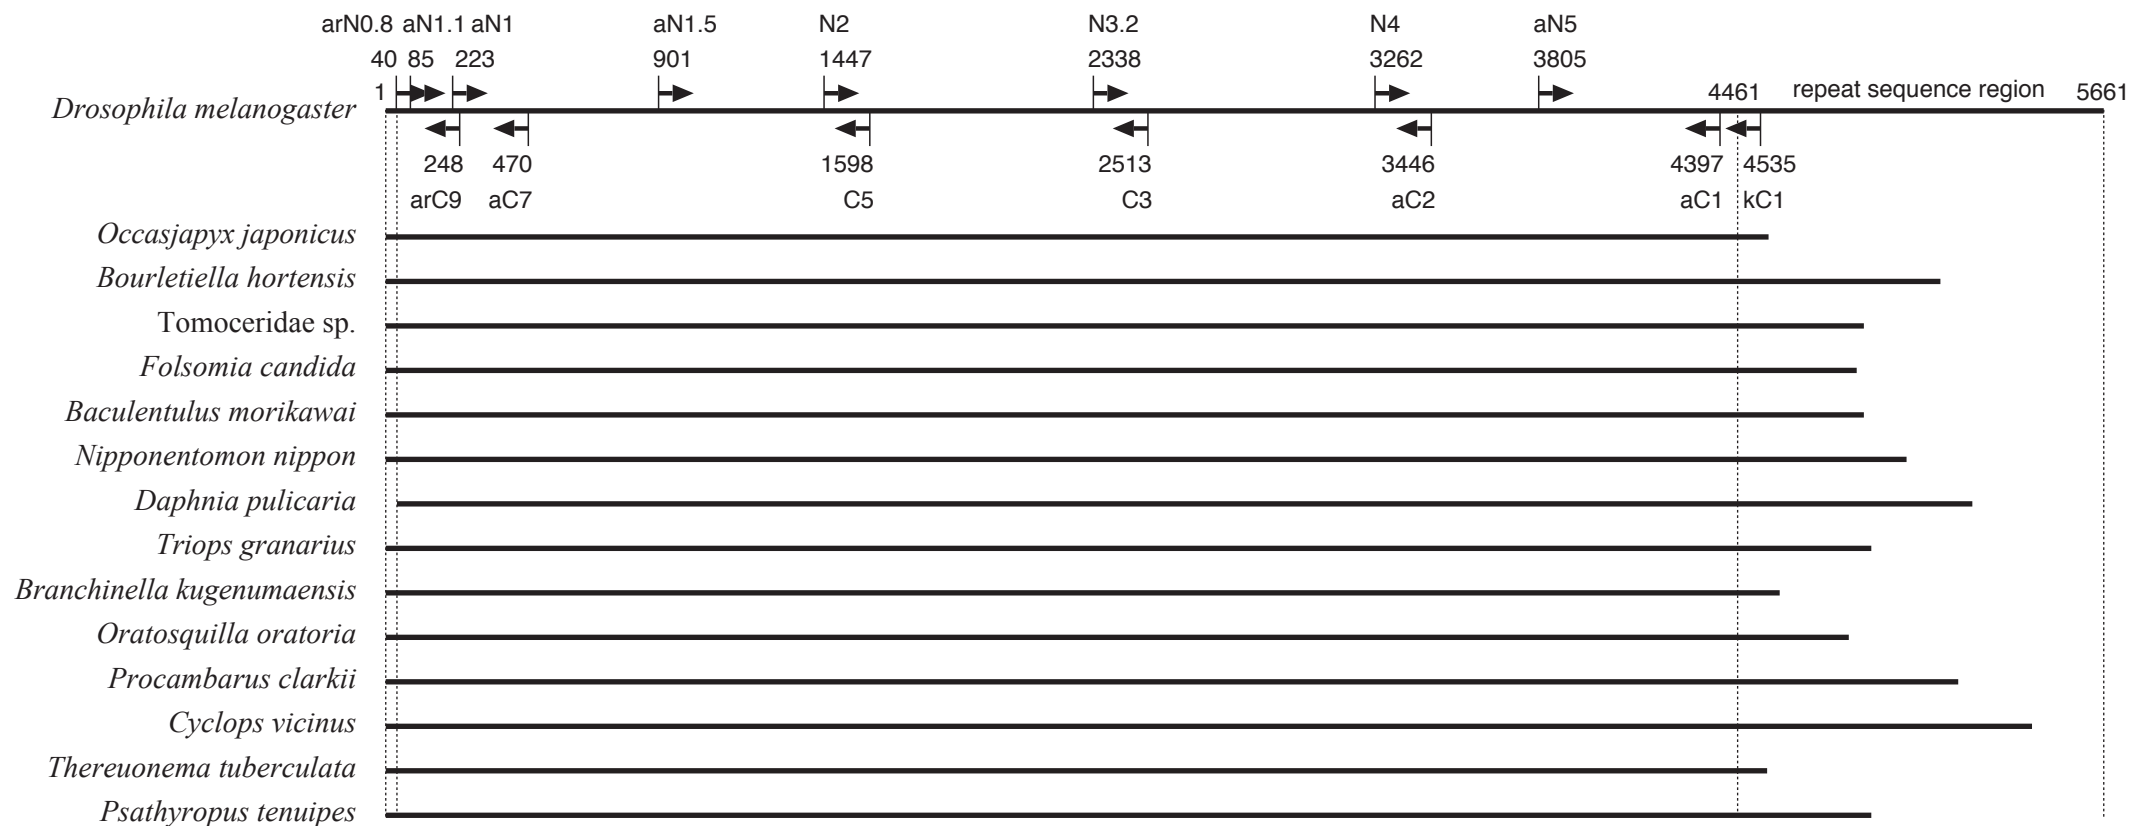 arN0.8 aN1.1 aN1 aN1.5 N2 N3.2 N4 aN5
40 85 223 901 1447 2338 3262 3805
1 4461 repeat sequence region 5661
Drosophila melanogaster
248 470 1598 2513 3446 4397 4535
arC9 aC7 C5 C3 aC2 aC1 kC1
Occasjapyx japonicus
Bourletiella hortensis
Tomoceridae sp.
Folsomia candida
Baculentulus morikawai
Nipponentomon nippon
Daphnia pulicaria
Triops granarius
Branchinella kugenumaensis
Oratosquilla oratoria
Procambarus clarkii
Cyclops vicinus
Thereuonema tuberculata
Psathyropus tenuipes